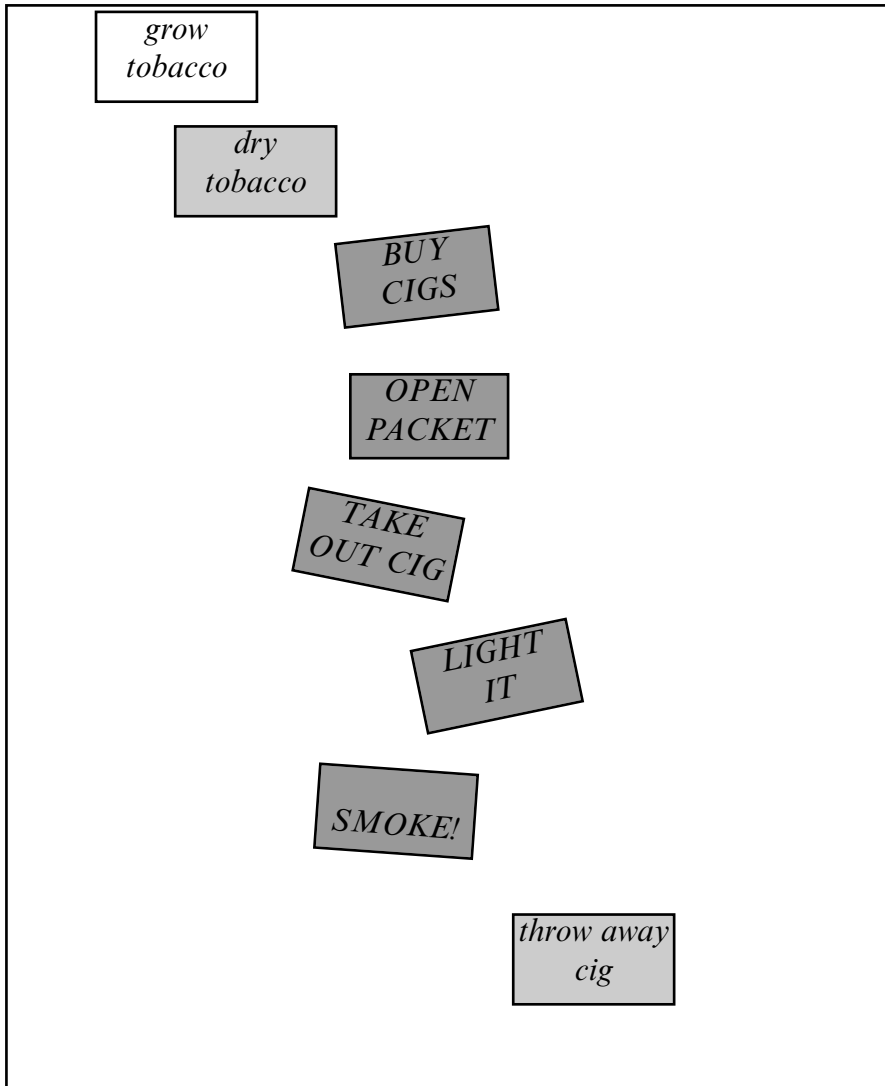 grow
tobacco
dry
tobacco
BUY
CIGS
OPEN
PACKET
TAKE
OUT CIG
LIGHT
IT
SMOKE!
throw away
cig